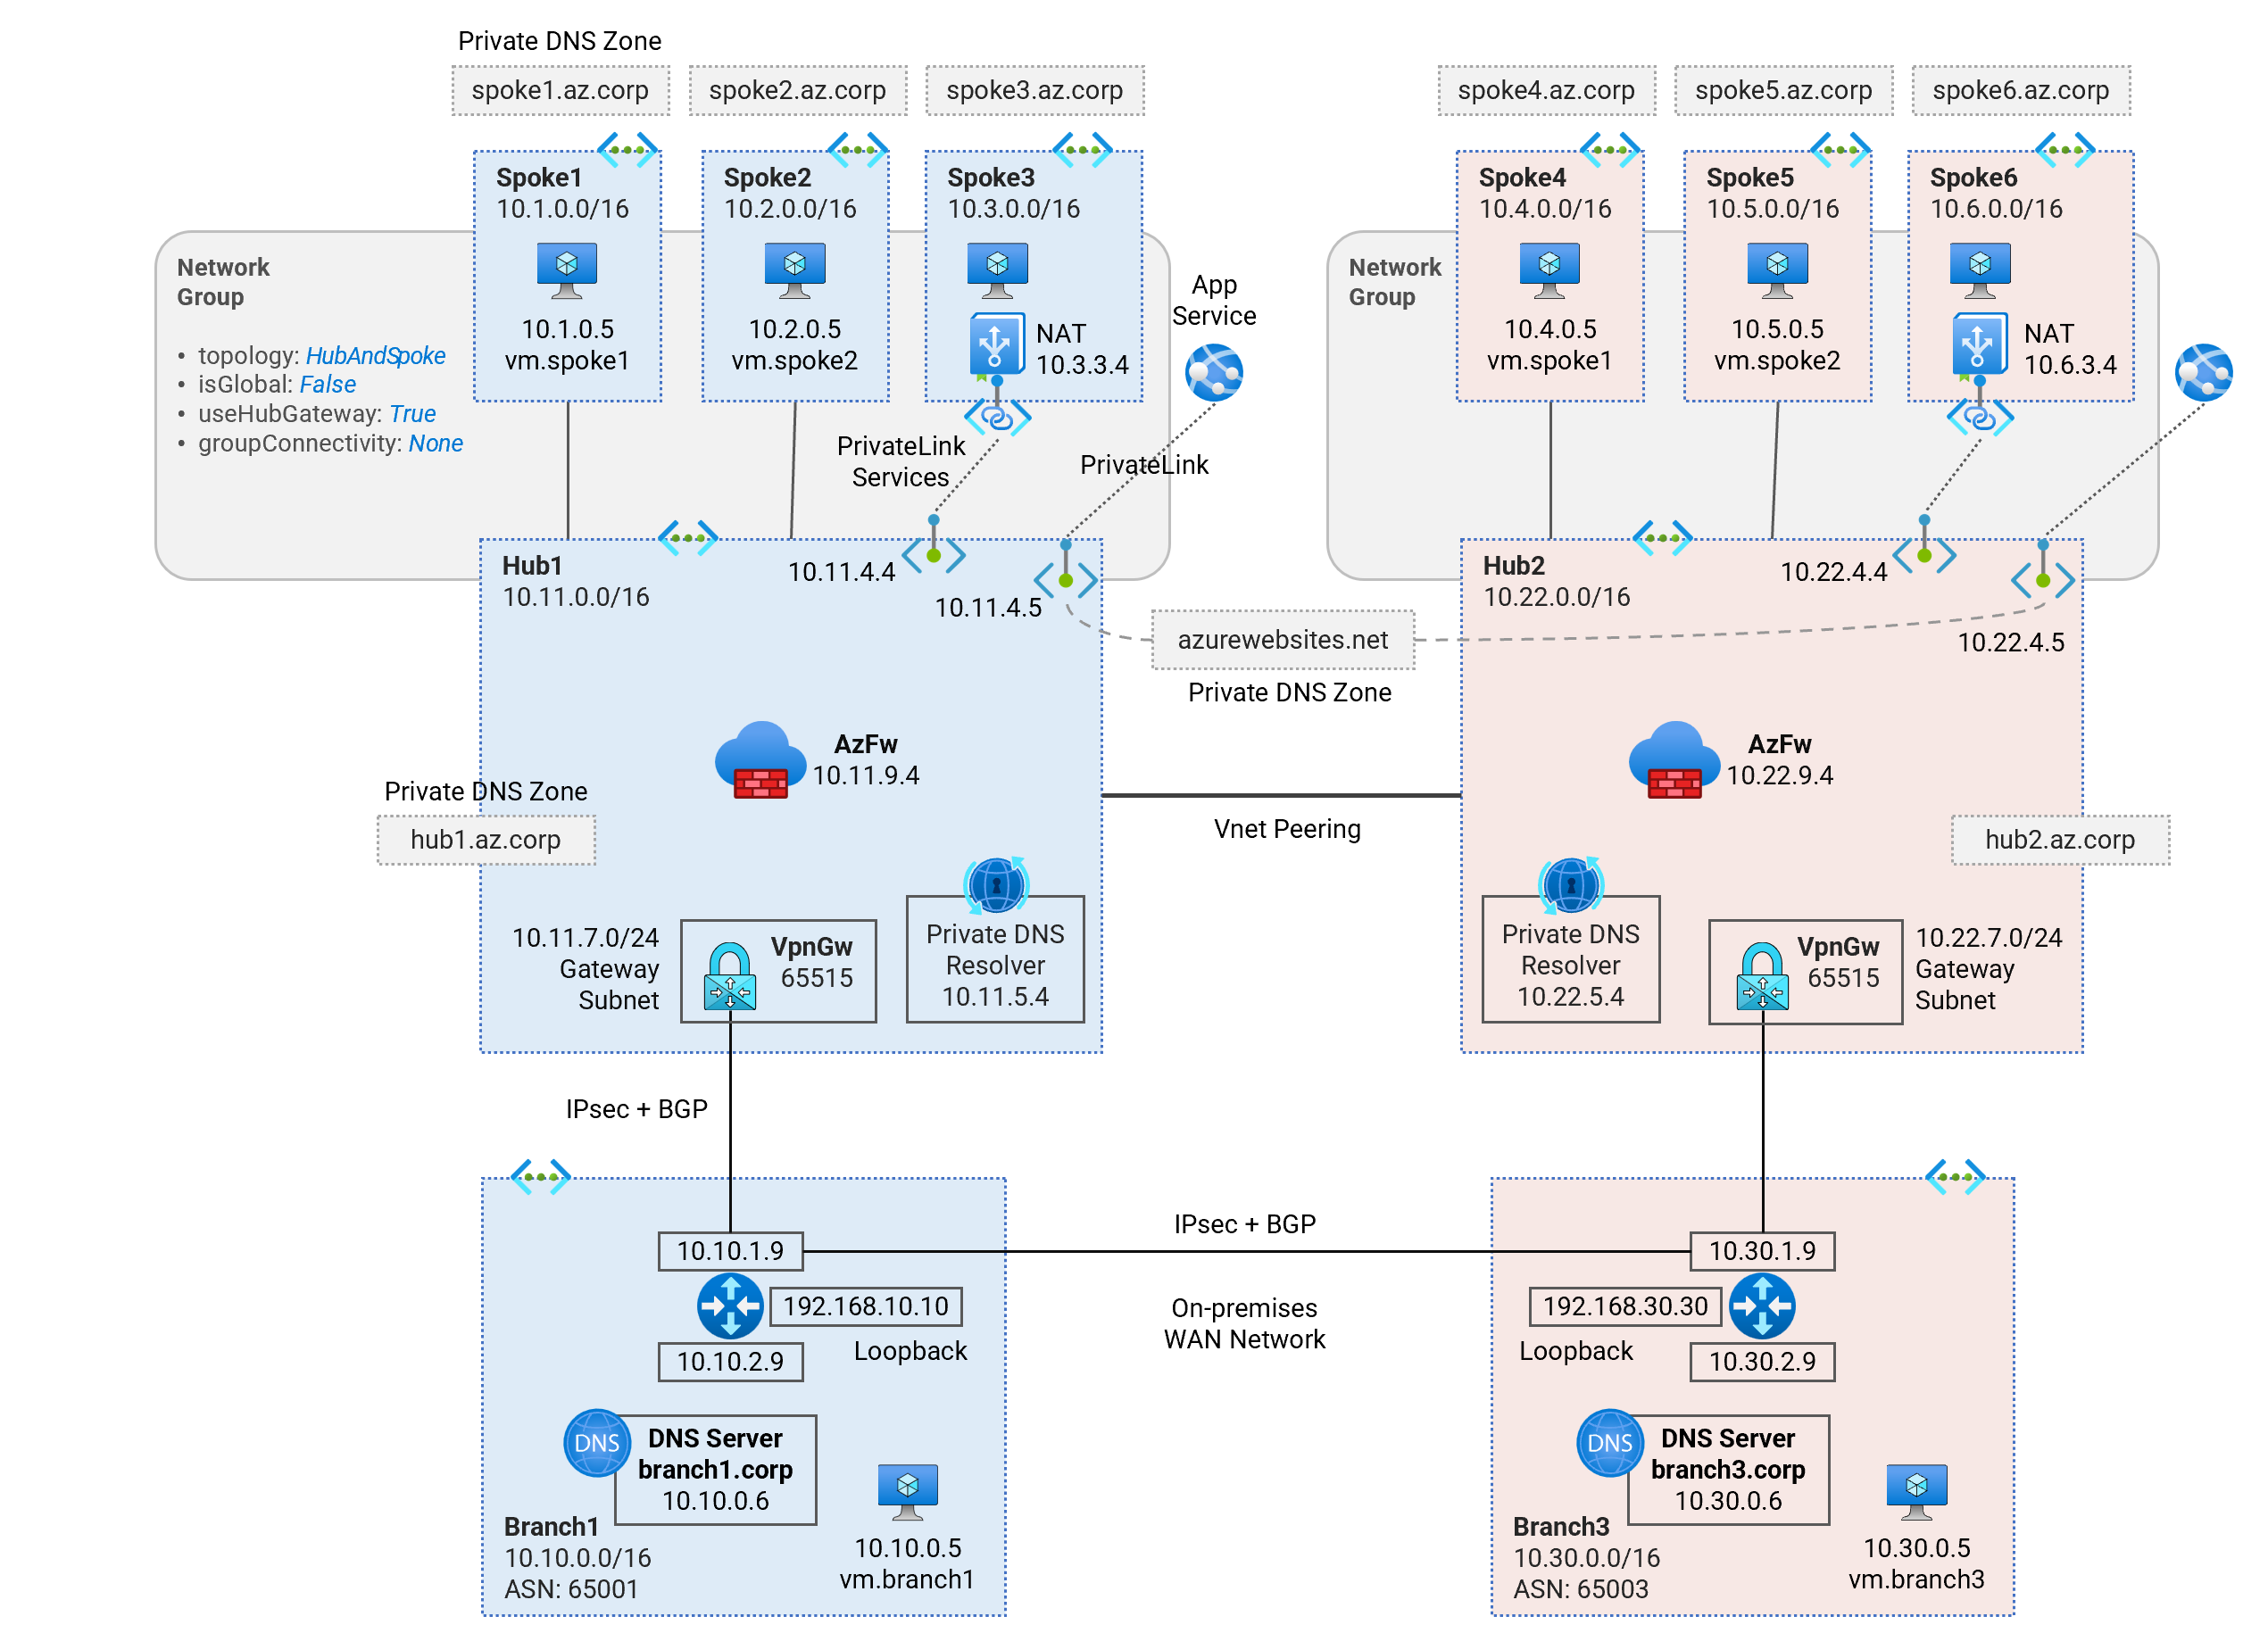 Private DNS Zone
spoke1.az.corp
spoke2.az.corp
spoke3.az.corp
spoke4.az.corp
spoke5.az.corp
spoke6.az.corp
Spoke1
10.1.0.0/16
10.1.0.5
vm.spoke1
Spoke2
10.2.0.0/16
10.2.0.5
vm.spoke2
Spoke3
10.3.0.0/16
NAT
10.3.3.4
Network
Group
• topology: HubAndSpoke
• isGlobal: False
• useHubGateway: True
• groupConnectivity: None
App
Service
PrivateLink
Services
PrivateLink
Spoke4
10.4.0.0/16
10.4.0.5
vm.spoke1
Spoke5
10.5.0.0/16
10.5.0.5
vm.spoke2
Spoke6
10.6.0.0/16
NAT
10.6.3.4
Network
Group
Hub1
10.11.0.0/16
10.11.4.4
10.11.4.5
azurewebsites.net
Private DNS Zone
Hub2
10.22.0.0/16
10.22.4.4
10.22.4.5
AzFw
10.11.9.4
Private DNS Zone
hub1.az.corp
Vnet Peering
AzFw
10.22.9.4
hub2.az.corp
10.11.7.0/24
Gateway
Subnet
VpnGw
65515
Private DNS
Resolver
10.11.5.4
Private DNS
Resolver
10.22.5.4
VpnGw
65515
10.22.7.0/24
Gateway
Subnet
IPsec + BGP
10.10.1.9
192.168.10.10
Loopback
10.10.2.9
IPsec + BGP
On-premises
WAN Network
10.30.1.9
192.168.30.30
Loopback
10.30.2.9
DNS
DNS Server
branch1.corp
10.10.0.6
Branch1
10.10.0.0/16
ASN: 65001
10.10.0.5
vm.branch1
DNS
DNS Server
branch3.corp
10.30.0.6
Branch3
10.30.0.0/16
ASN: 65003
10.30.0.5
vm.branch3